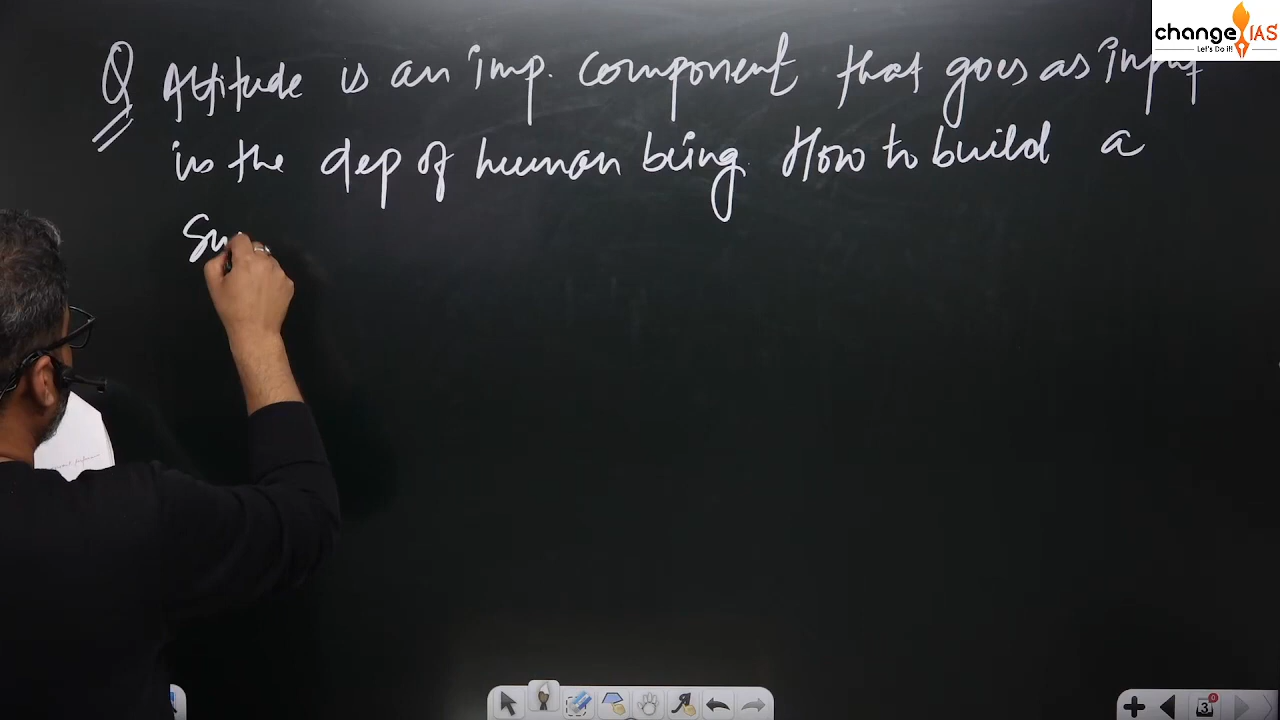 change IAS
Let's Do it!
Q Attitude is an imp. component that goes as input
in the dep of human being. How to build a
3